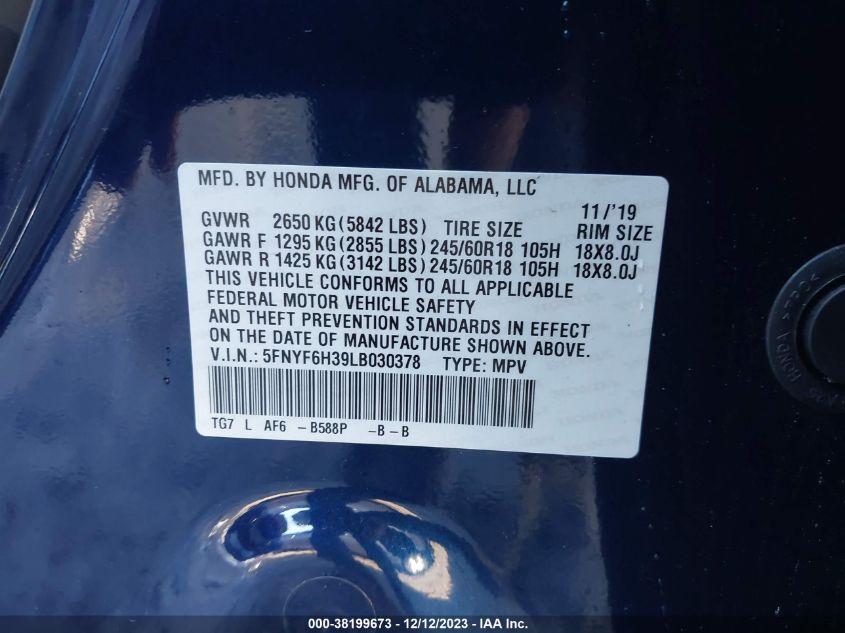 MFD. BY HONDA MFG. OF ALABAMA, LLC
11/'19
GVWR 2650 KG (5842 LBS) TIRE SIZE RIM SIZE
GAWR F 1295 KG (2855 LBS) 245/60R18 105H 18X8.0J
GAWR R 1425 KG (3142 LBS) 245/60R18 105H 18X8.0J
THIS VEHICLE CONFORMS TO ALL APPLICABLE
FEDERAL MOTOR VEHICLE SAFETY
AND THEFT PREVENTION STANDARDS IN EFFECT
ON THE DATE OF MANUFACTURE SHOWN ABOVE.
V.I.N.: 5FNYF6H39LB030378 TYPE: MPV
TG7 L AF6 -B588P -B-B
000-38199673 - 12/12/2023 - IAA Inc.